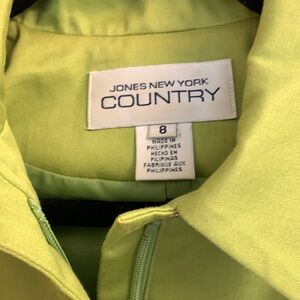 JONES NEW YORK
COUNTRY
8
MADE IN
PHILIPPINES
HECHO EN
FILIPINAS
FABRIQUE AUX
PHILIPPINES